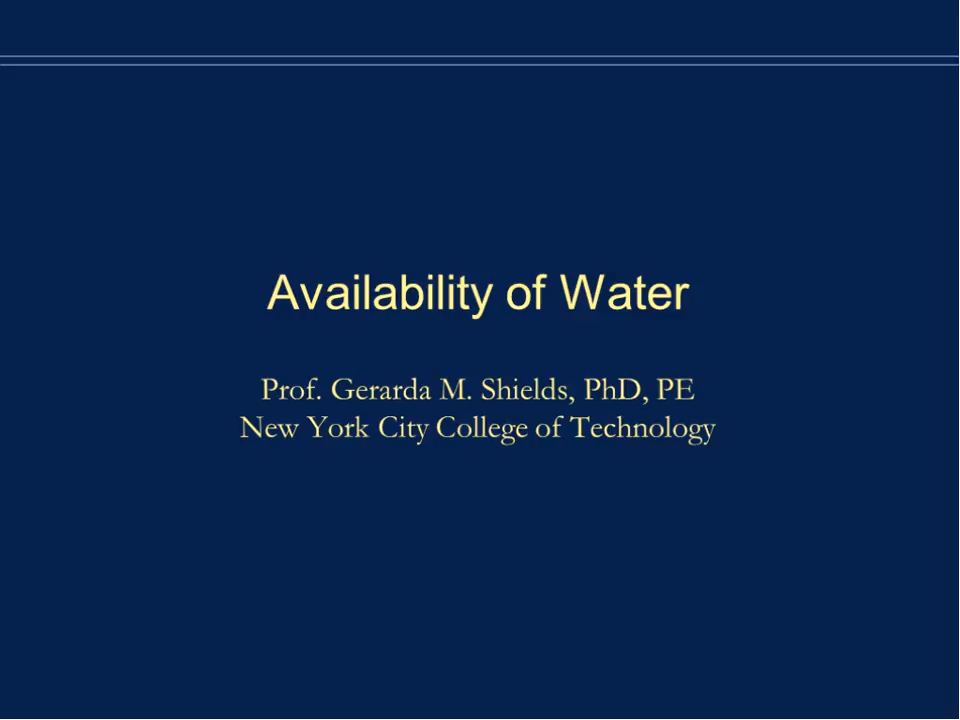 Availability of Water
Prof. Gerarda M. Shields, PhD, PE
New York City College of Technology